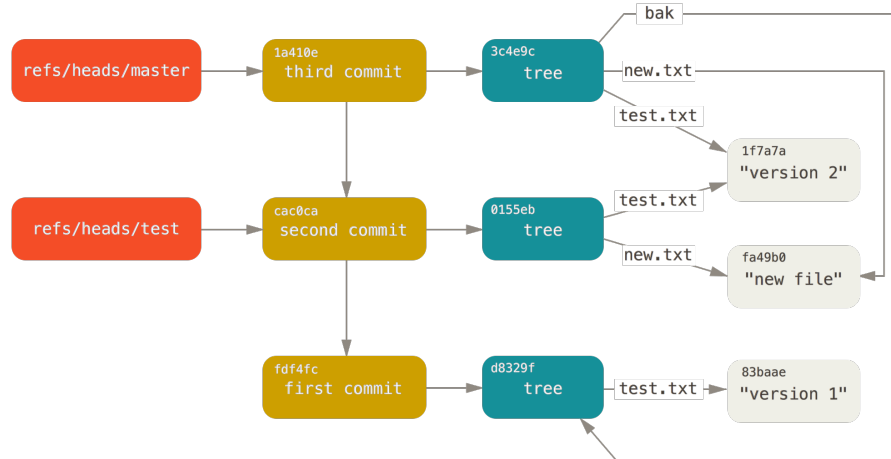 bak
refs/heads/master
1a410e
third commit
3c4e9c
tree
new.txt
test.txt
1f7a7a
"version 2"
refs/heads/test
cac0ca
second commit
0155eb
tree
test.txt
new.txt
fa49b0
"new file"
fdf4fc
first commit
d8329f
tree
test.txt
83baae
"version 1"